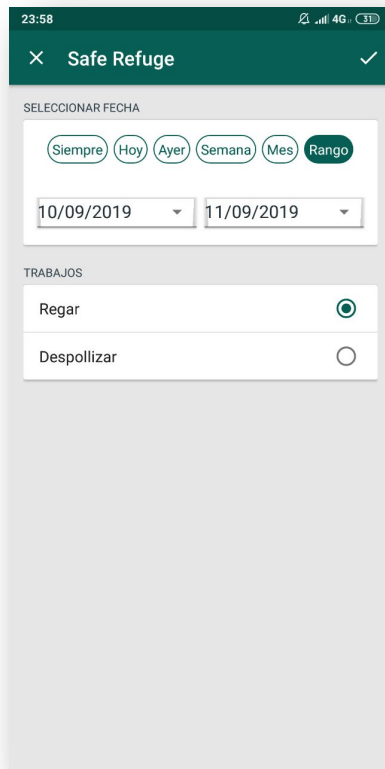 23:58 4G 31
Safe Refuge
SELECCIONAR FECHA
Siempre Hoy Ayer Semana Mes Rango
10/09/2019 11/09/2019
TRABAJOS
Regar
Despollizar